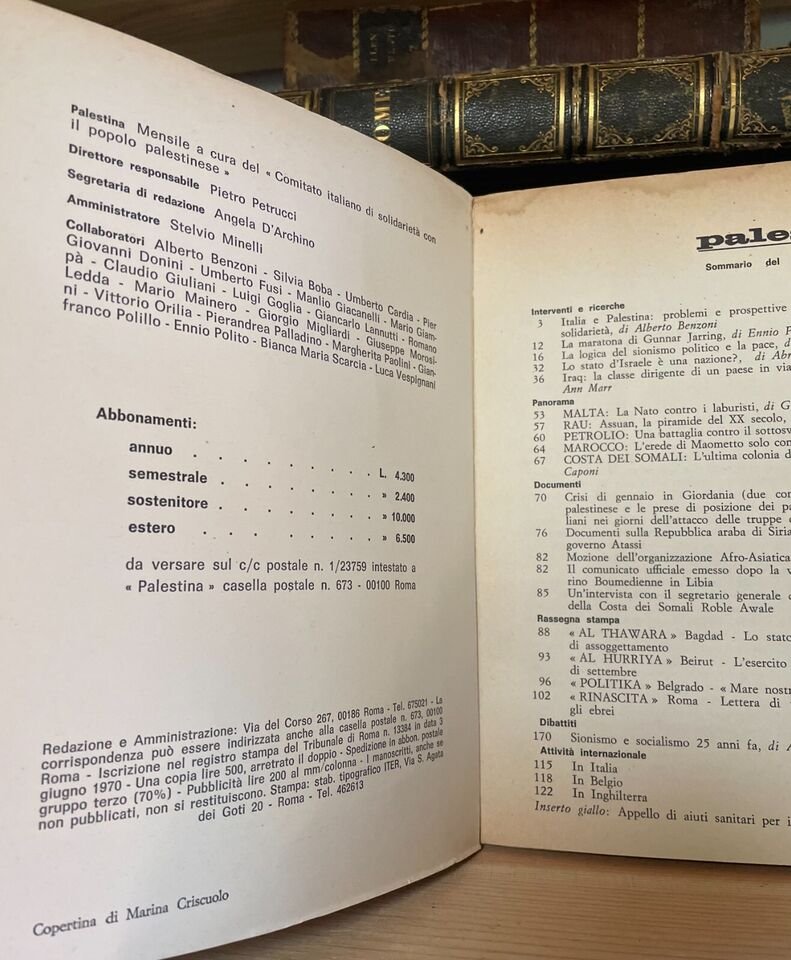 Palestina Mensile a cura del « Comitato italiano di solidarietà con
il popolo palestinese »
Direttore responsabile Pietro Petrucci
Segretaria di redazione Angela D'Archino
Amministratore Stelvio Minelli
Collaboratori Alberto Benzoni - Silvia Boba - Umberto Cardia - Pier
Giovanni Donini - Umberto Fusi - Manlio Giacanelli - Mario Giam-
pà - Claudio Giuliani - Luigi Goglia - Giancarlo Lannutti - Romano
Ledda - Mario Mainero - Giorgio Migliardi - Giuseppe Morosi-
ni - Vittorio Orilia - Pierandrea Palladino - Margherita Paolini - Gian-
franco Polillo - Ennio Polito - Bianca Maria Scarcia - Luca Vespignani
Abbonamenti:
annuo . . . . . . . . L. 4.300
semestrale . . . . . . . » 2.400
sostenitore . . . . . . . » 10.000
estero . . . . . . . » 6.500
da versare sul c/c postale n. 1/23759 intestato a
« Palestina » casella postale n. 673 - 00100 Roma
Redazione e Amministrazione: Via del Corso 267, 00186 Roma - Tel. 675021 - La
corrispondenza può essere indirizzata anche alla casella postale n. 673, 00100
Roma - Iscrizione nel registro stampa del Tribunale di Roma n. 13384 in data 3
giugno 1970 - Una copia lire 500, arretrato il doppio - Spedizione in abbon. postale
gruppo terzo (70%) - Pubblicità lire 200 al mm/colonna - I manoscritti, anche se
non pubblicati, non si restituiscono. Stampa: stab. tipografico ITER, Via S. Agata
dei Goti 20 - Roma - Tel. 462613
Copertina di Marina Criscuolo
pales
Sommario del
Interventi e ricerche
3 Italia e Palestina: problemi e prospettive
solidarietà, di Alberto Benzoni
12 La maratona di Gunnar Jarring, di Ennio P
16 La logica del sionismo politico e la pace, d
32 Lo stato d'Israele è una nazione?, di Abr
36 Iraq: la classe dirigente di un paese in via
Ann Marr
Panorama
53 MALTA: La Nato contro i laburisti, di G
57 RAU: Assuan, la piramide del XX secolo,
60 PETROLIO: Una battaglia contro il sottosv
64 MAROCCO: L'erede di Maometto solo con
67 COSTA DEI SOMALI: L'ultima colonia d
Caponi
Documenti
70 Crisi di gennaio in Giordania (due con
palestinese e le prese di posizione dei pa
liani nei giorni dell'attacco delle truppe
76 Documenti sulla Repubblica araba di Siria
governo Atassi
82 Mozione dell'organizzazione Afro-Asiatica
82 Il comunicato ufficiale emesso dopo la v
rino Boumedienne in Libia
85 Un'intervista con il segretario generale
della Costa dei Somali Roble Awale
Rassegna stampa
88 « AL THAWARA » Bagdad - Lo stato
di assoggettamento
93 « AL HURRIYA » Beirut - L'esercito
di settembre
96 « POLITIKA » Belgrado - « Mare nost
102 « RINASCITA » Roma - Lettera di
gli ebrei
Dibattiti
170 Sionismo e socialismo 25 anni fa, di A
Attività internazionale
115 In Italia
118 In Belgio
122 In Inghilterra
Inserto giallo: Appello di aiuti sanitari per i